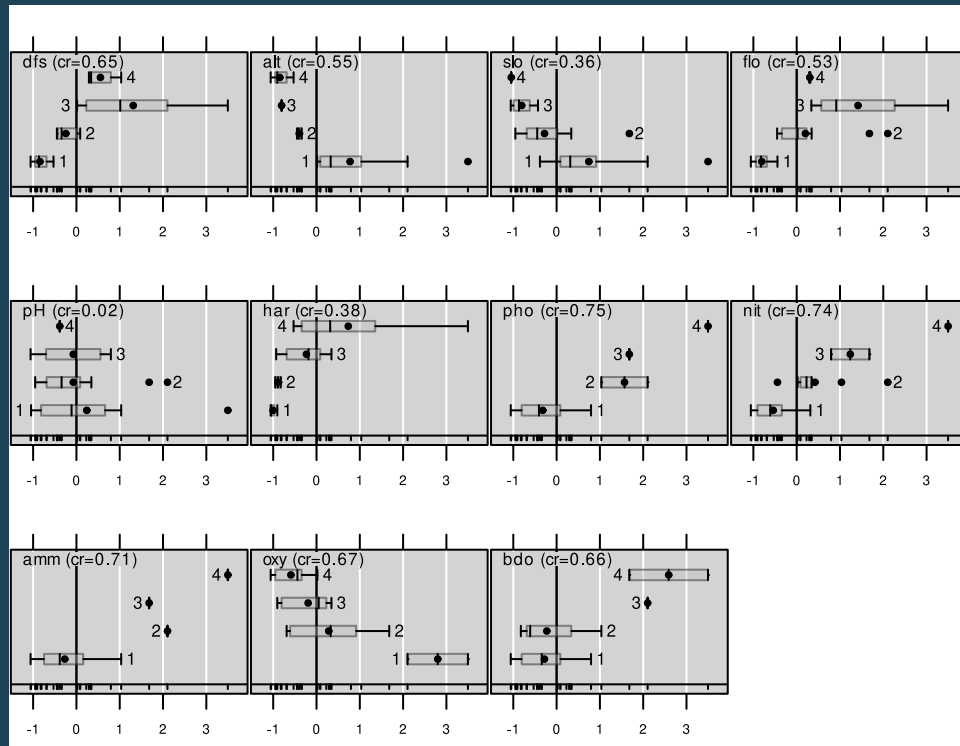 dfs (cr=0.65) alt (cr=0.55) slo (cr=0.36) flo (cr=0.53)
4 4 4 4
3 3 3 3
2 2 2 2
1 1 1 1
-1 0 1 2 3 -1 0 1 2 3 -1 0 1 2 3 -1 0 1 2 3
pH (cr=0.02) har (cr=0.38) pho (cr=0.75) nit (cr=0.74)
4 4 4 4
3 3 3 3
2 2 2 2
1 1 1 1
-1 0 1 2 3 -1 0 1 2 3 -1 0 1 2 3 -1 0 1 2 3
amm (cr=0.71) oxy (cr=0.67) bdo (cr=0.66)
4 4 4
3 3 3
2 2 2
1 1 1
-1 0 1 2 3 -1 0 1 2 3 -1 0 1 2 3